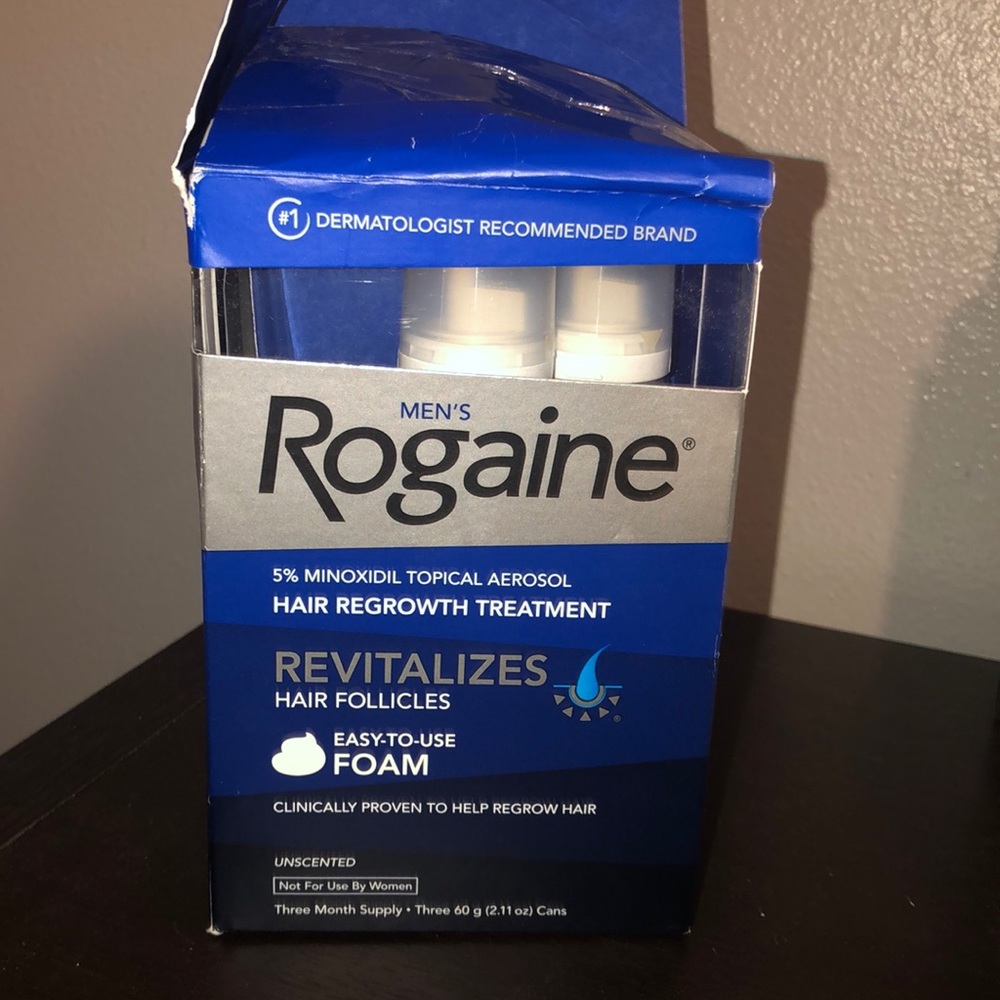 #1 DERMATOLOGIST RECOMMENDED BRAND
MEN'S
Rogaine®
5% MINOXIDIL TOPICAL AEROSOL
HAIR REGROWTH TREATMENT
REVITALIZES
HAIR FOLLICLES
®
EASY-TO-USE
FOAM
CLINICALLY PROVEN TO HELP REGROW HAIR
UNSCENTED
Not For Use By Women
Three Month Supply • Three 60 g (2.11 oz) Cans